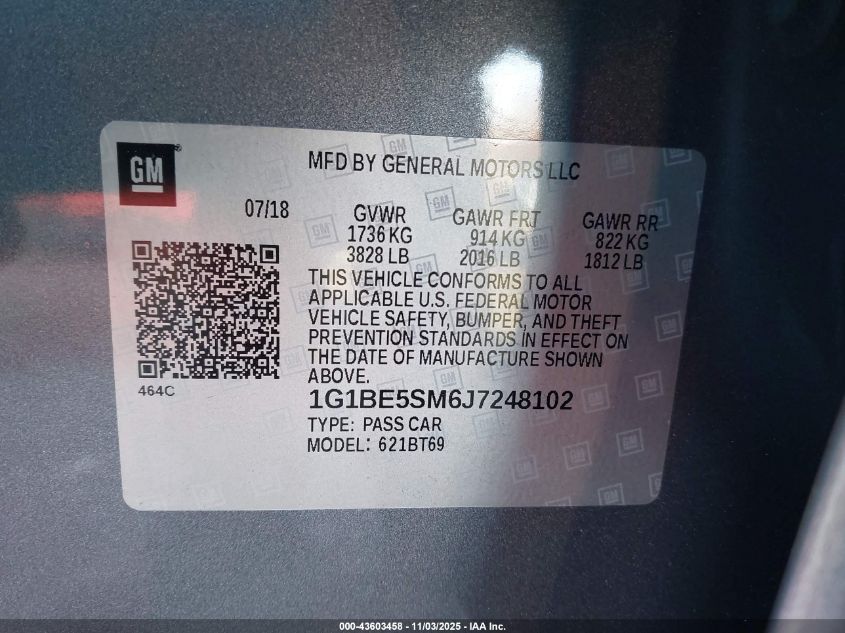 GM
MFD BY GENERAL MOTORS LLC
07/18
GVWR GAWR FRT GAWR RR
1736 KG 914 KG 822 KG
3828 LB 2016 LB 1812 LB
THIS VEHICLE CONFORMS TO ALL
APPLICABLE U.S. FEDERAL MOTOR
VEHICLE SAFETY, BUMPER, AND THEFT
PREVENTION STANDARDS IN EFFECT ON
THE DATE OF MANUFACTURE SHOWN
ABOVE.
464C
1G1BE5SM6J7248102
TYPE: PASS CAR
MODEL: 621BT69
000-43603458 - 11/03/2025 - IAA Inc.